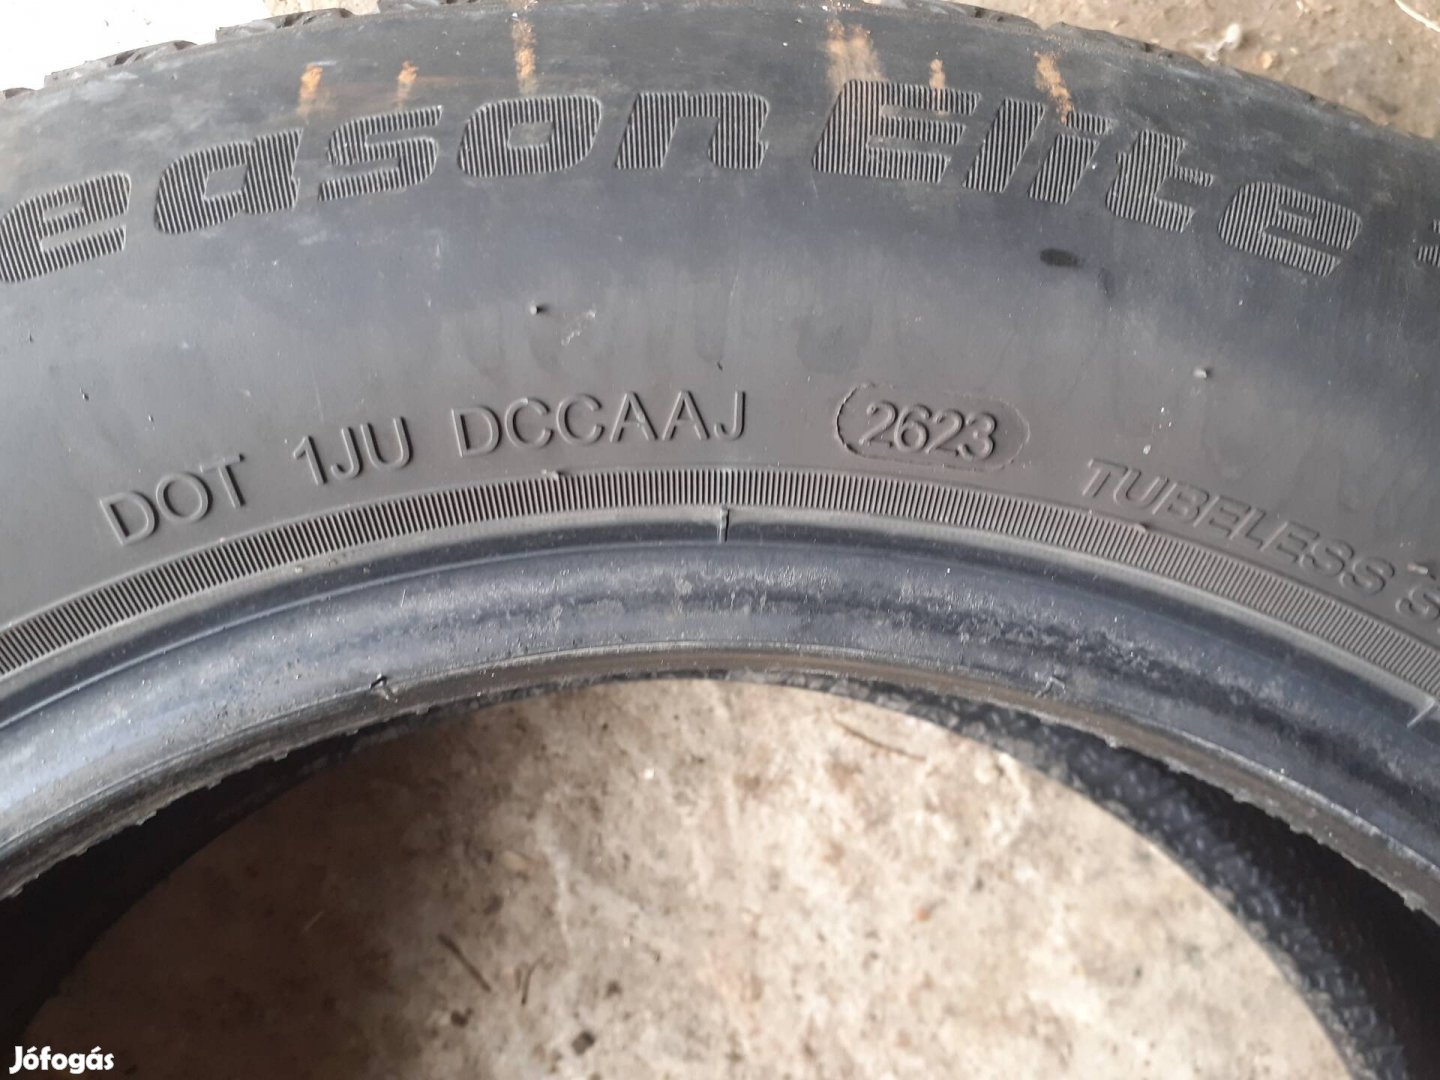 eason Elite
DOT 1JU DCCAAJ 2623 TUBELESS
Jófogás